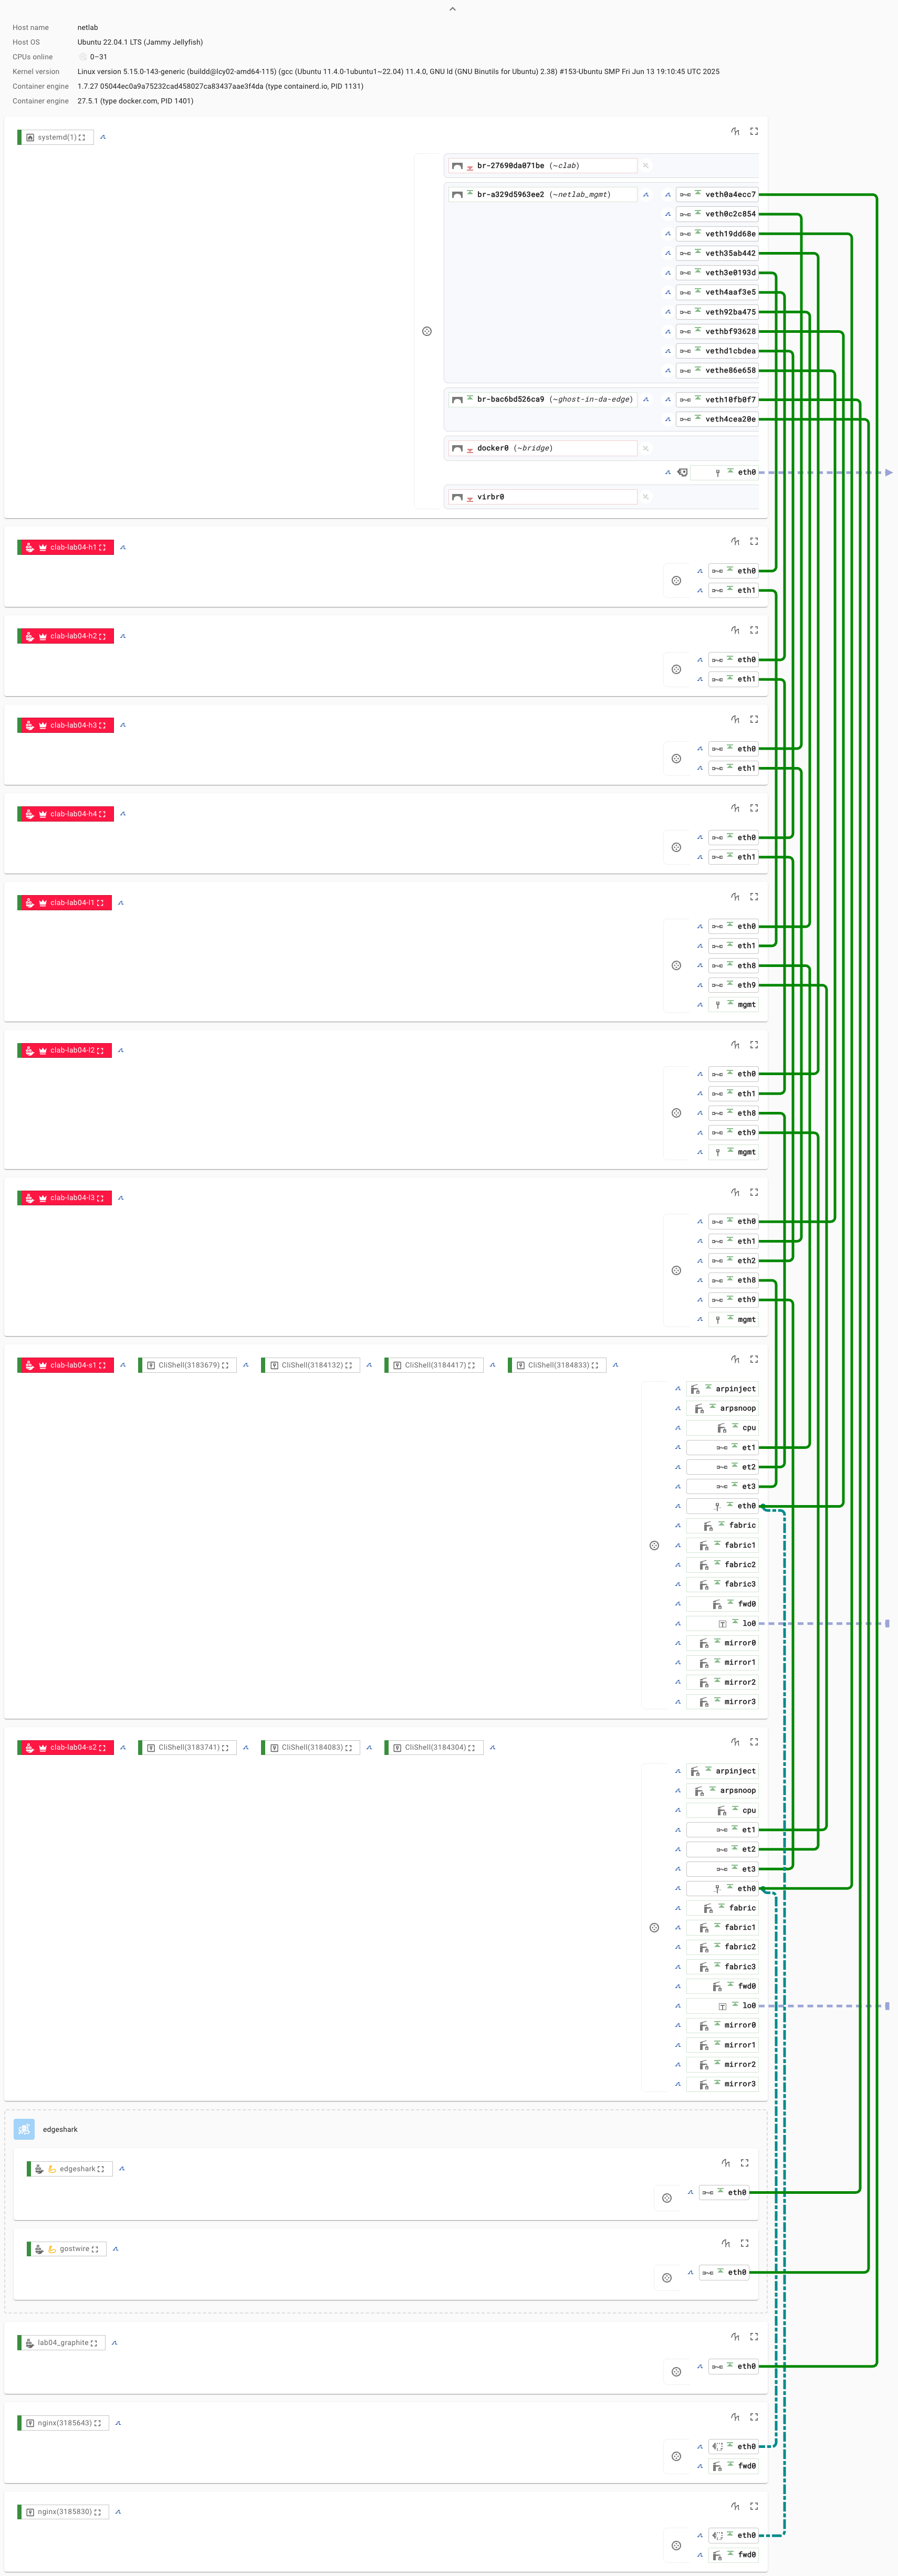 Host name netlab
Host OS Ubuntu 22.04.1 LTS (Jammy Jellyfish)
CPUs online 0–31
Kernel version Linux version 5.15.0-143-generic (buildd@lcy02-amd64-115) (gcc (Ubuntu 11.4.0-1ubuntu1~22.04) 11.4.0, GNU ld (GNU Binutils for Ubuntu) 2.38) #153-Ubuntu SMP Fri Jun 13 19:10:45 UTC 2025
Container engine 1.7.27 05044ec0a9a75232cad458027ca83437aae3f4da (type containerd.io, PID 1131)
Container engine 27.5.1 (type docker.com, PID 1401)
systemd(1)
br-27690da071be (~clab)
br-a329d5963ee2 (~netlab_mgmt) veth0a4ecc7
veth0c2c854
veth19dd68e
veth35ab442
veth3e0193d
veth4aaf3e5
veth92ba475
vethbf93628
vethd1cbdea
vethe86e658
br-bac6bd526ca9 (~ghost-in-da-edge) veth10fb0f7
veth4cea20e
docker0 (~bridge)
eth0
virbr0
clab-lab04-h1
eth0
eth1
clab-lab04-h2
eth0
eth1
clab-lab04-h3
eth0
eth1
clab-lab04-h4
eth0
eth1
clab-lab04-l1
eth0
eth1
eth8
eth9
mgmt
clab-lab04-l2
eth0
eth1
eth8
eth9
mgmt
clab-lab04-l3
eth0
eth1
eth2
eth8
eth9
mgmt
clab-lab04-s1 CliShell(3183679) CliShell(3184132) CliShell(3184417) CliShell(3184833)
arpinject
arpsnoop
cpu
et1
et2
et3
eth0
fabric
fabric1
fabric2
fabric3
fwd0
lo0
mirror0
mirror1
mirror2
mirror3
clab-lab04-s2 CliShell(3183741) CliShell(3184083) CliShell(3184304)
arpinject
arpsnoop
cpu
et1
et2
et3
eth0
fabric
fabric1
fabric2
fabric3
fwd0
lo0
mirror0
mirror1
mirror2
mirror3
edgeshark
edgeshark
eth0
gostwire
eth0
lab04_graphite
eth0
nginx(3185643)
eth0
fwd0
nginx(3185830)
eth0
fwd0